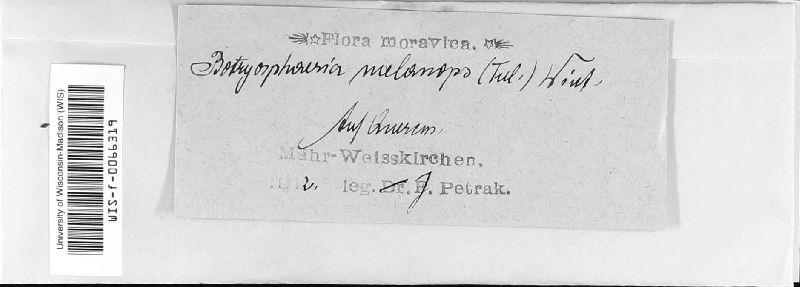 University of Wisconsin-Madison (WIS)
WIS-f-0066319
Flora moravica.
Botryosphaeria melanops (Tul.) Wint.
Auf Quercus.
Mähr-Weisskirchen.
leg. Dr. F. Petrak. J